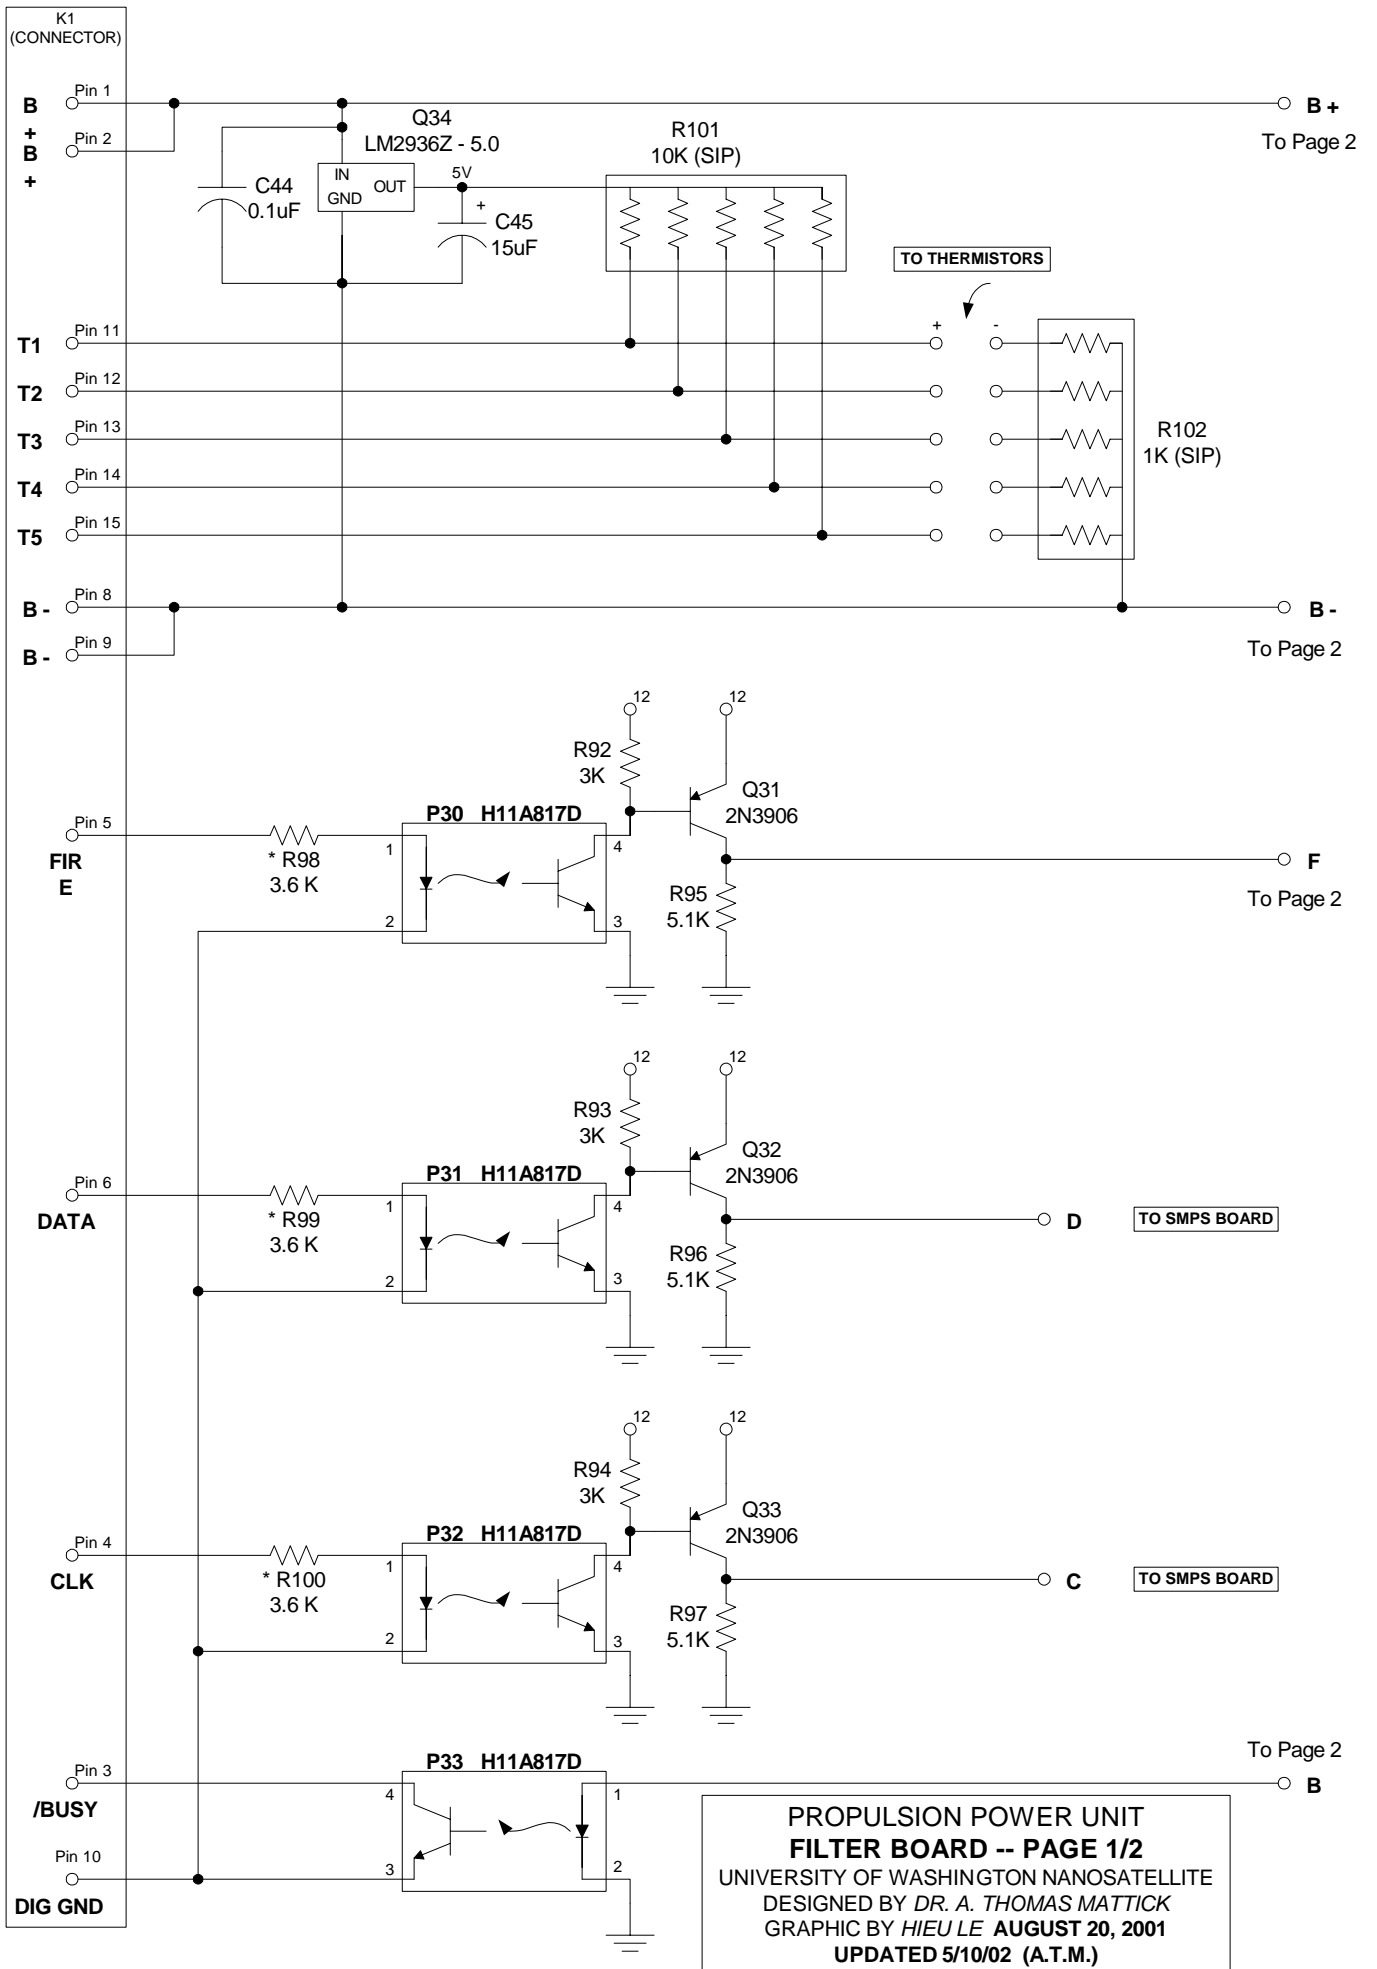 K1
(CONNECTOR)
Pin 1
B
+
Pin 2
B
+
B +
To Page 2
Q34
LM2936Z - 5.0
IN
GND
OUT
5V
C44
0.1uF
+
C45
15uF
R101
10K (SIP)
TO THERMISTORS
+
-
Pin 11
T1
Pin 12
T2
Pin 13
T3
Pin 14
T4
Pin 15
T5
R102
1K (SIP)
Pin 8
B -
Pin 9
B -
B -
To Page 2
12
12
R92
3K
Q31
2N3906
P30 H11A817D
Pin 5
FIR
E
* R98
3.6 K
1
2
4
3
R95
5.1K
F
To Page 2
12
12
R93
3K
Q32
2N3906
P31 H11A817D
Pin 6
DATA
* R99
3.6 K
1
2
4
3
R96
5.1K
D
TO SMPS BOARD
12
12
R94
3K
Q33
2N3906
P32 H11A817D
Pin 4
CLK
* R100
3.6 K
1
2
4
3
R97
5.1K
C
TO SMPS BOARD
P33 H11A817D
Pin 3
/BUSY
4
3
1
2
To Page 2
B
Pin 10
DIG GND
PROPULSION POWER UNIT
FILTER BOARD -- PAGE 1/2
UNIVERSITY OF WASHINGTON NANOSATELLITE
DESIGNED BY DR. A. THOMAS MATTICK
GRAPHIC BY HIEU LE AUGUST 20, 2001
UPDATED 5/10/02 (A.T.M.)